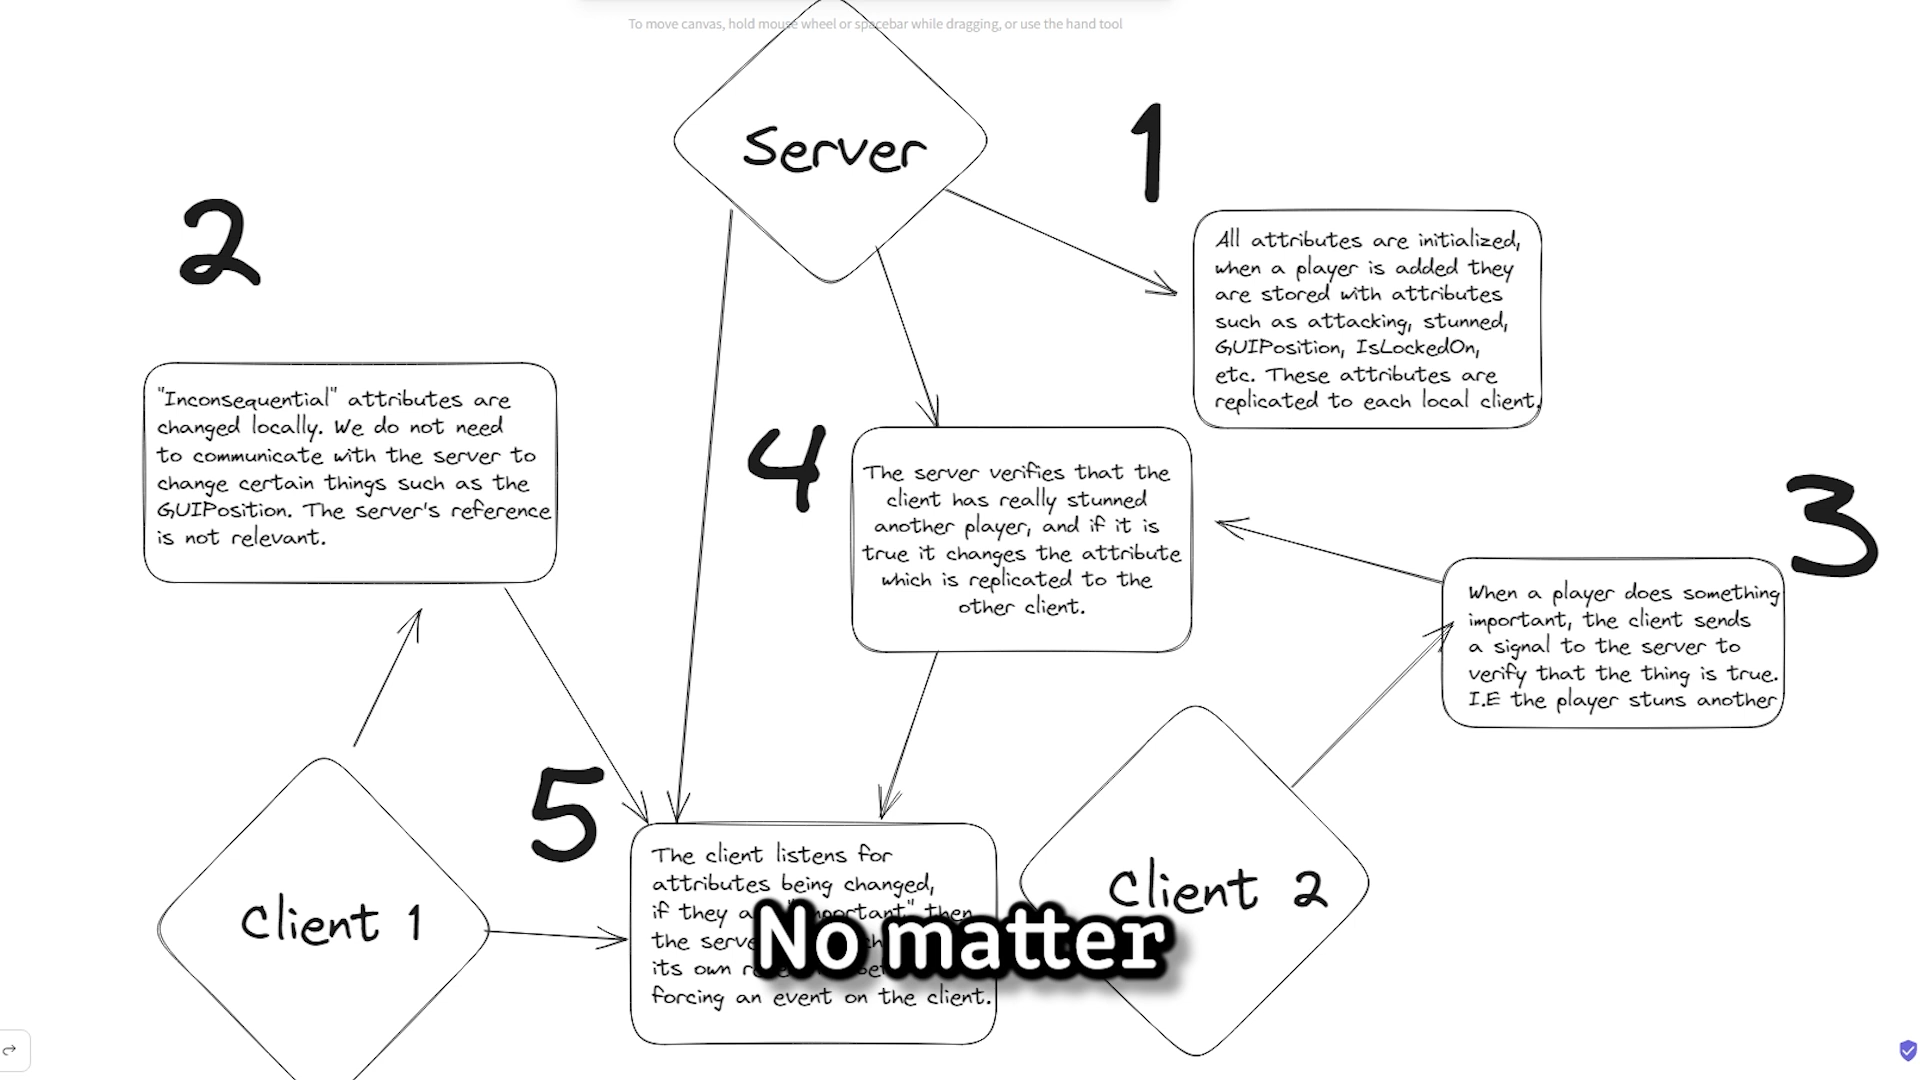 To move canvas, hold mouse wheel or spacebar while dragging, or use the hand tool
Server
1
All attributes are initialized,
when a player is added they
are stored with attributes
such as attacking, stunned,
GUIPosition, IsLockedOn,
etc. These attributes are
replicated to each local client.
2
"Inconsequential" attributes are
changed locally. We do not need
to communicate with the server to
change certain things such as the
GUIPosition. The server's reference
is not relevant.
4
The server verifies that the
client has really stunned
another player, and if it is
true it changes the attribute
which is replicated to the
other client.
3
When a player does something
important, the client sends
a signal to the server to
verify that the thing is true.
I.E the player stuns another
5
The client listens for
attributes being changed,
if they then
the
its own
forcing an event on the client.
Client 1
Client 2
No matter